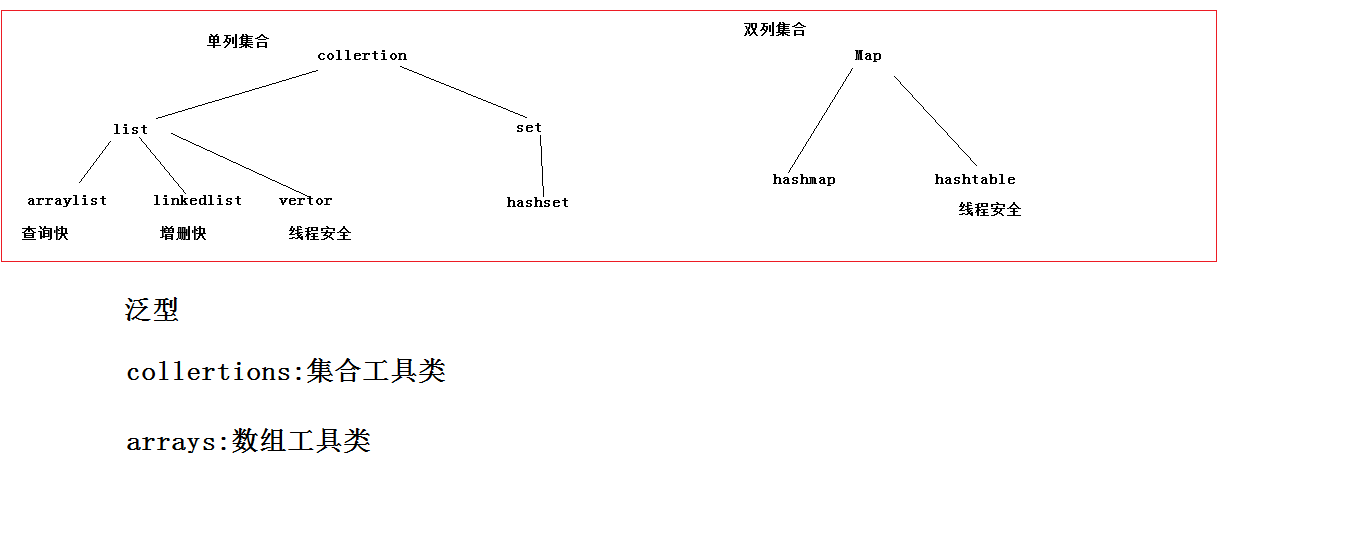 单列集合
collertion
双列集合
Map
list
set
arraylist
linkedlist
vertor
hashset
hashmap
hashtable
查询快
增删快
线程安全
线程安全
泛型
collertions:集合工具类
arrays:数组工具类